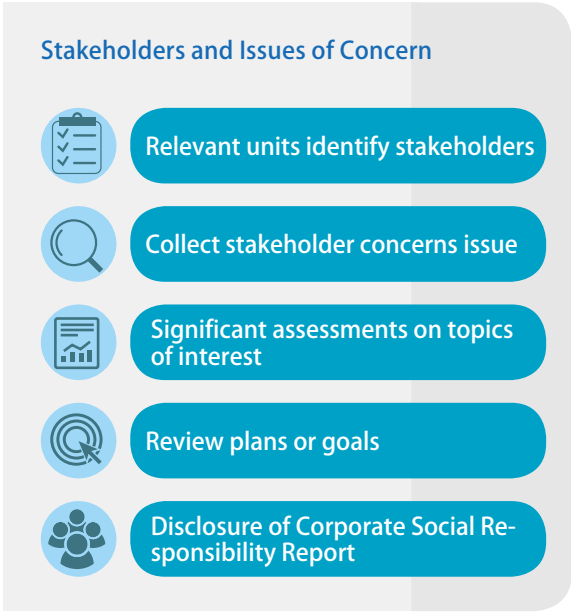 Stakeholders and Issues of Concern
Relevant units identify stakeholders
Collect stakeholder concerns issue
Significant assessments on topics
of interest
Review plans or goals
Disclosure of Corporate Social Re-
sponsibility Report